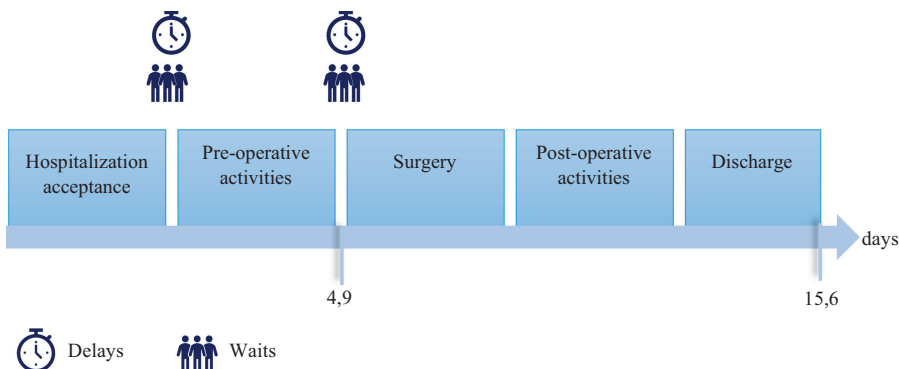 Hospitalization
acceptance
Pre-operative
activities
Surgery
Post-operative
activities
Discharge
days
4,9
15,6
Delays
Waits